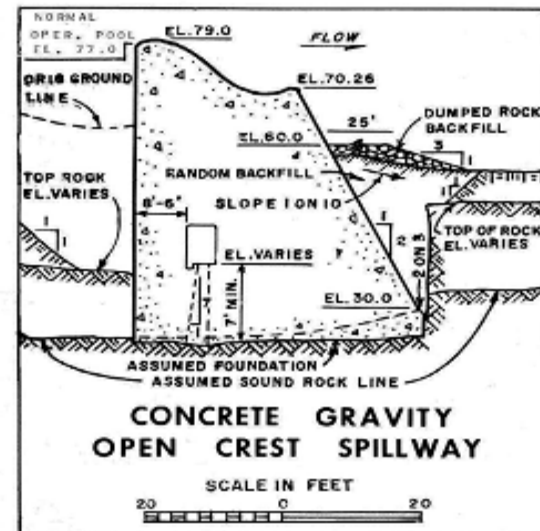 NORMAL
OPER. POOL
EL. 77.0
EL.79.0
FLOW
ORIG GROUND
LINE
EL.70.26
25'
DUMPED ROCK
BACKFILL
3
1
EL.60.0
RANDOM BACKFILL
TOP ROCK
EL.VARIES
8'-6"
SLOPE 1 ON 10
1
1
1
1
TOP OF ROCK
EL.VARIES
1
2
2 ON 3
EL.VARIES
7' MIN.
EL.30.0
ASSUMED FOUNDATION
ASSUMED SOUND ROCK LINE
CONCRETE GRAVITY
OPEN CREST SPILLWAY
SCALE IN FEET
20 0 20